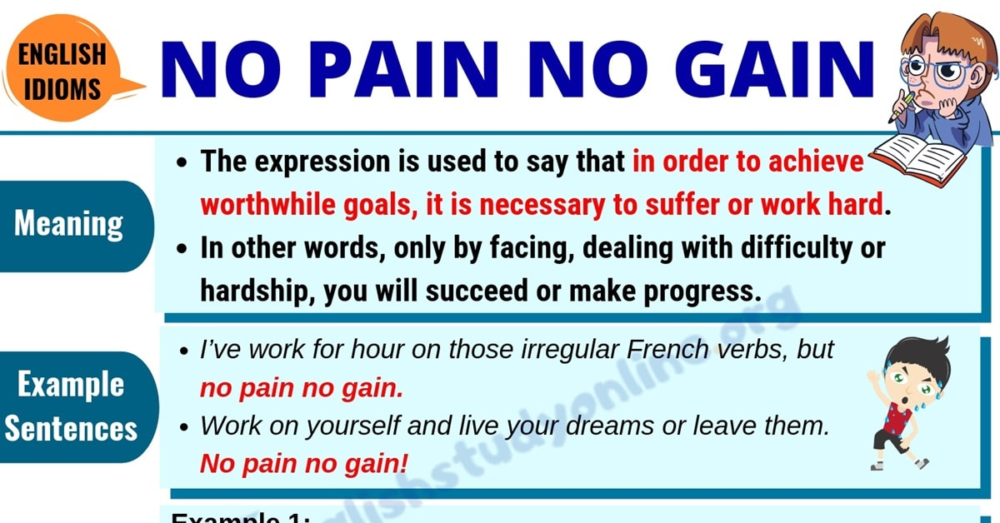 ENGLISH
IDIOMS
NO PAIN NO GAIN
Meaning
• The expression is used to say that in order to achieve
worthwhile goals, it is necessary to suffer or work hard.
• In other words, only by facing, dealing with difficulty or
hardship, you will succeed or make progress.
Example
Sentences
• I’ve work for hour on those irregular French verbs, but
no pain no gain.
• Work on yourself and live your dreams or leave them.
No pain no gain!
englishstudyonline.org
Example 1: